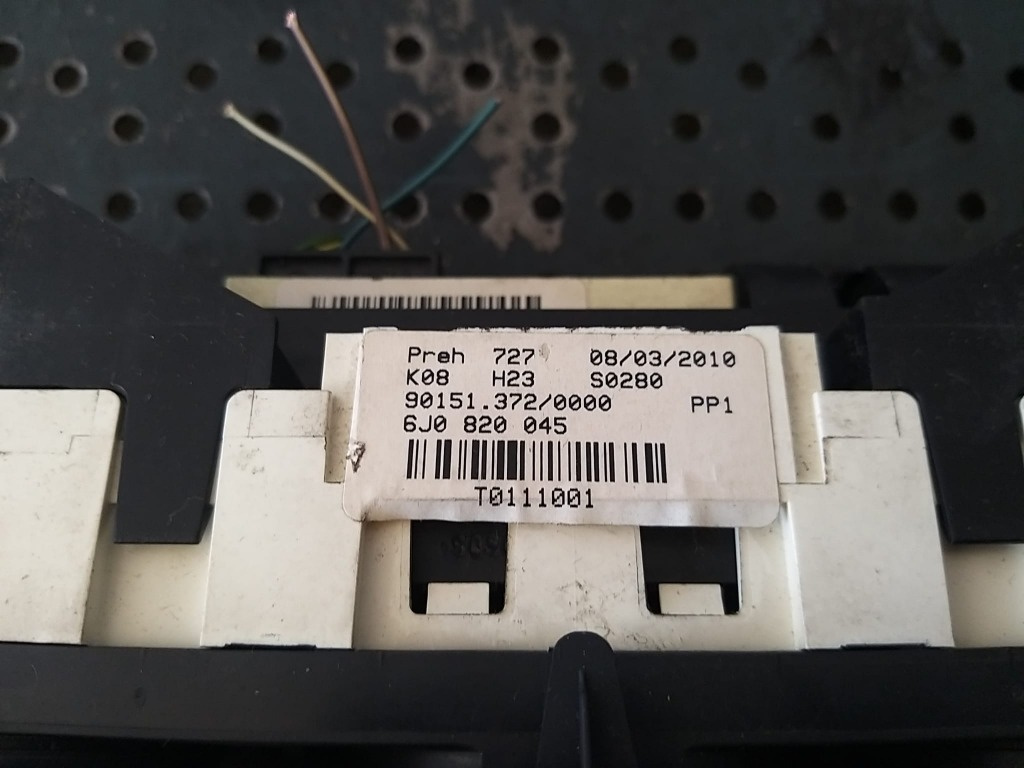 Preh 727 08/03/2010
K08 H23 S0280
90151.372/0000 PP1
6J0 820 045
T0111001